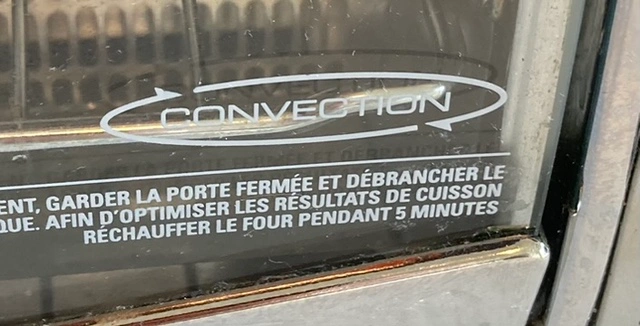 CONVECTION
ENT, GARDER LA PORTE FERMÉE ET DÉBRANCHER LE
QUE. AFIN D'OPTIMISER LES RÉSULTATS DE CUISSON
RÉCHAUFFER LE FOUR PENDANT 5 MINUTES